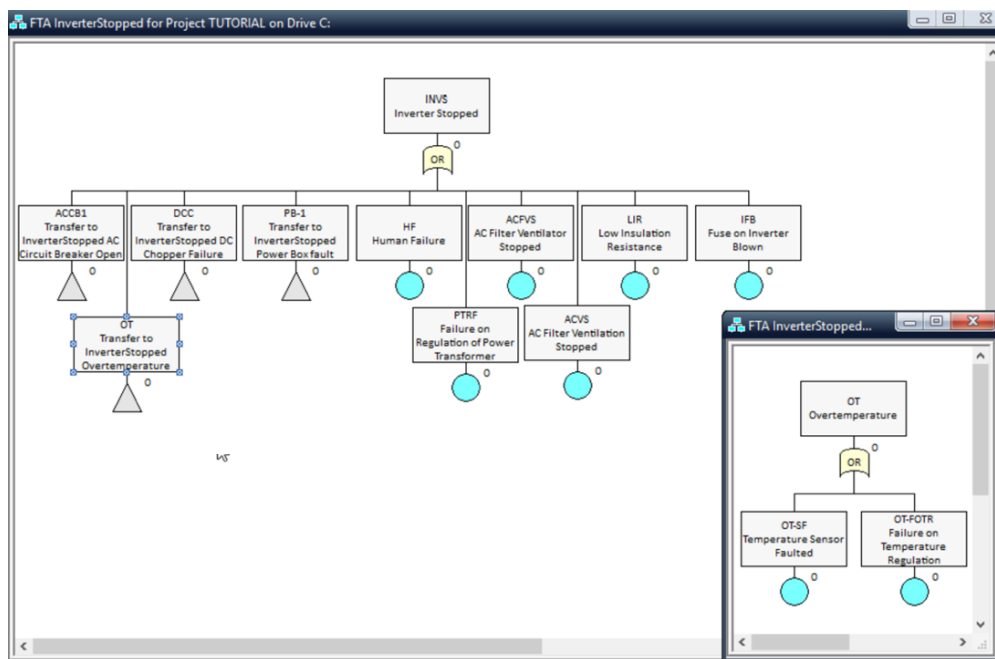 FTA InverterStopped for Project TUTORIAL on Drive C:
INVS
Inverter Stopped
0
OR
ACCB1
Transfer to
InverterStopped AC
Circuit Breaker Open
0
DCC
Transfer to
InverterStopped DC
Chopper Failure
0
PB-1
Transfer to
InverterStopped
Power Box fault
0
HF
Human Failure
0
ACFVS
AC Filter Ventilator
Stopped
0
LIR
Low Insulation
Resistance
0
IFB
Fuse on Inverter
Blown
0
OT
Transfer to
InverterStopped
Overtemperature
0
PTRF
Failure on
Regulation of Power
Transformer
0
ACVS
AC Filter Ventilation
Stopped
0
FTA InverterStopped...
OT
Overtemperature
0
OR
OT-SF
Temperature Sensor
Faulted
0
OT-FOTR
Failure on
Temperature
Regulation
0